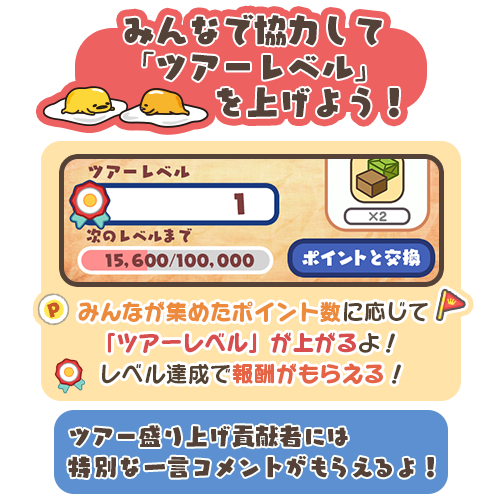 みんなで協力して
「ツアーレベル」
を上げよう！
ツアーレベル
1
×2
次のレベルまで
15,600/100,000
ポイントと交換
P
みんなが集めたポイント数に応じて
「ツアーレベル」が上がるよ！
レベル達成で報酬がもらえる！
ツアー盛り上げ貢献者には
特別な一言コメントがもらえるよ！